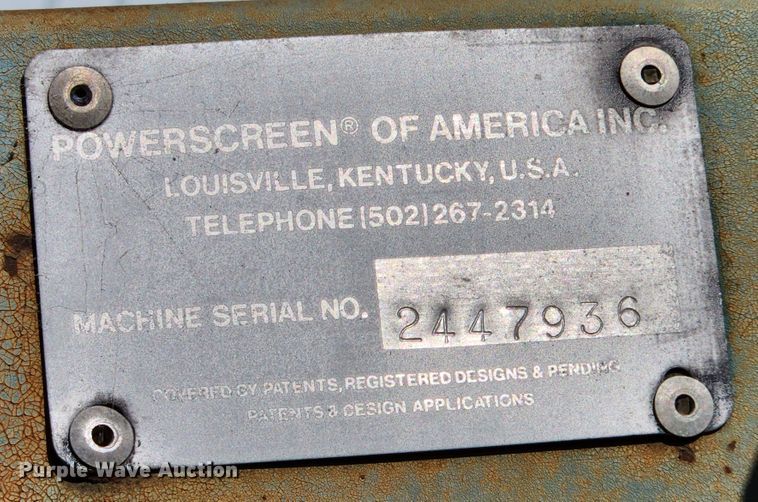 POWERSCREEN® OF AMERICA INC.
LOUISVILLE, KENTUCKY, U.S.A.
TELEPHONE (502) 267-2314
MACHINE SERIAL NO. 2447936
COVERED BY PATENTS, REGISTERED DESIGNS & PENDING
PATENTS & DESIGN APPLICATIONS
Purple Wave Auction